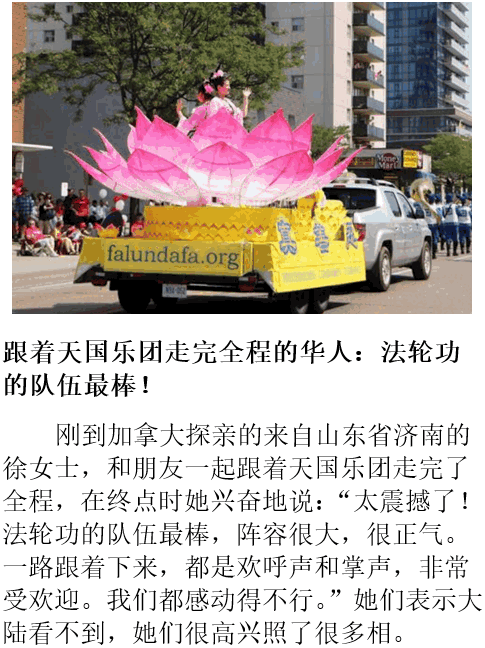 Money
Mart
falundafa.org
跟着天国乐团走完全程的华人：法轮功
的队伍最棒！
刚到加拿大探亲的来自山东省济南的
徐女士，和朋友一起跟着天国乐团走完了
全程，在终点时她兴奋地说：“太震撼了！
法轮功的队伍最棒，阵容很大，很正气。
一路跟着下来，都是欢呼声和掌声，非常
受欢迎。我们都感动得不行。”她们表示大
陆看不到，她们很高兴照了很多相。